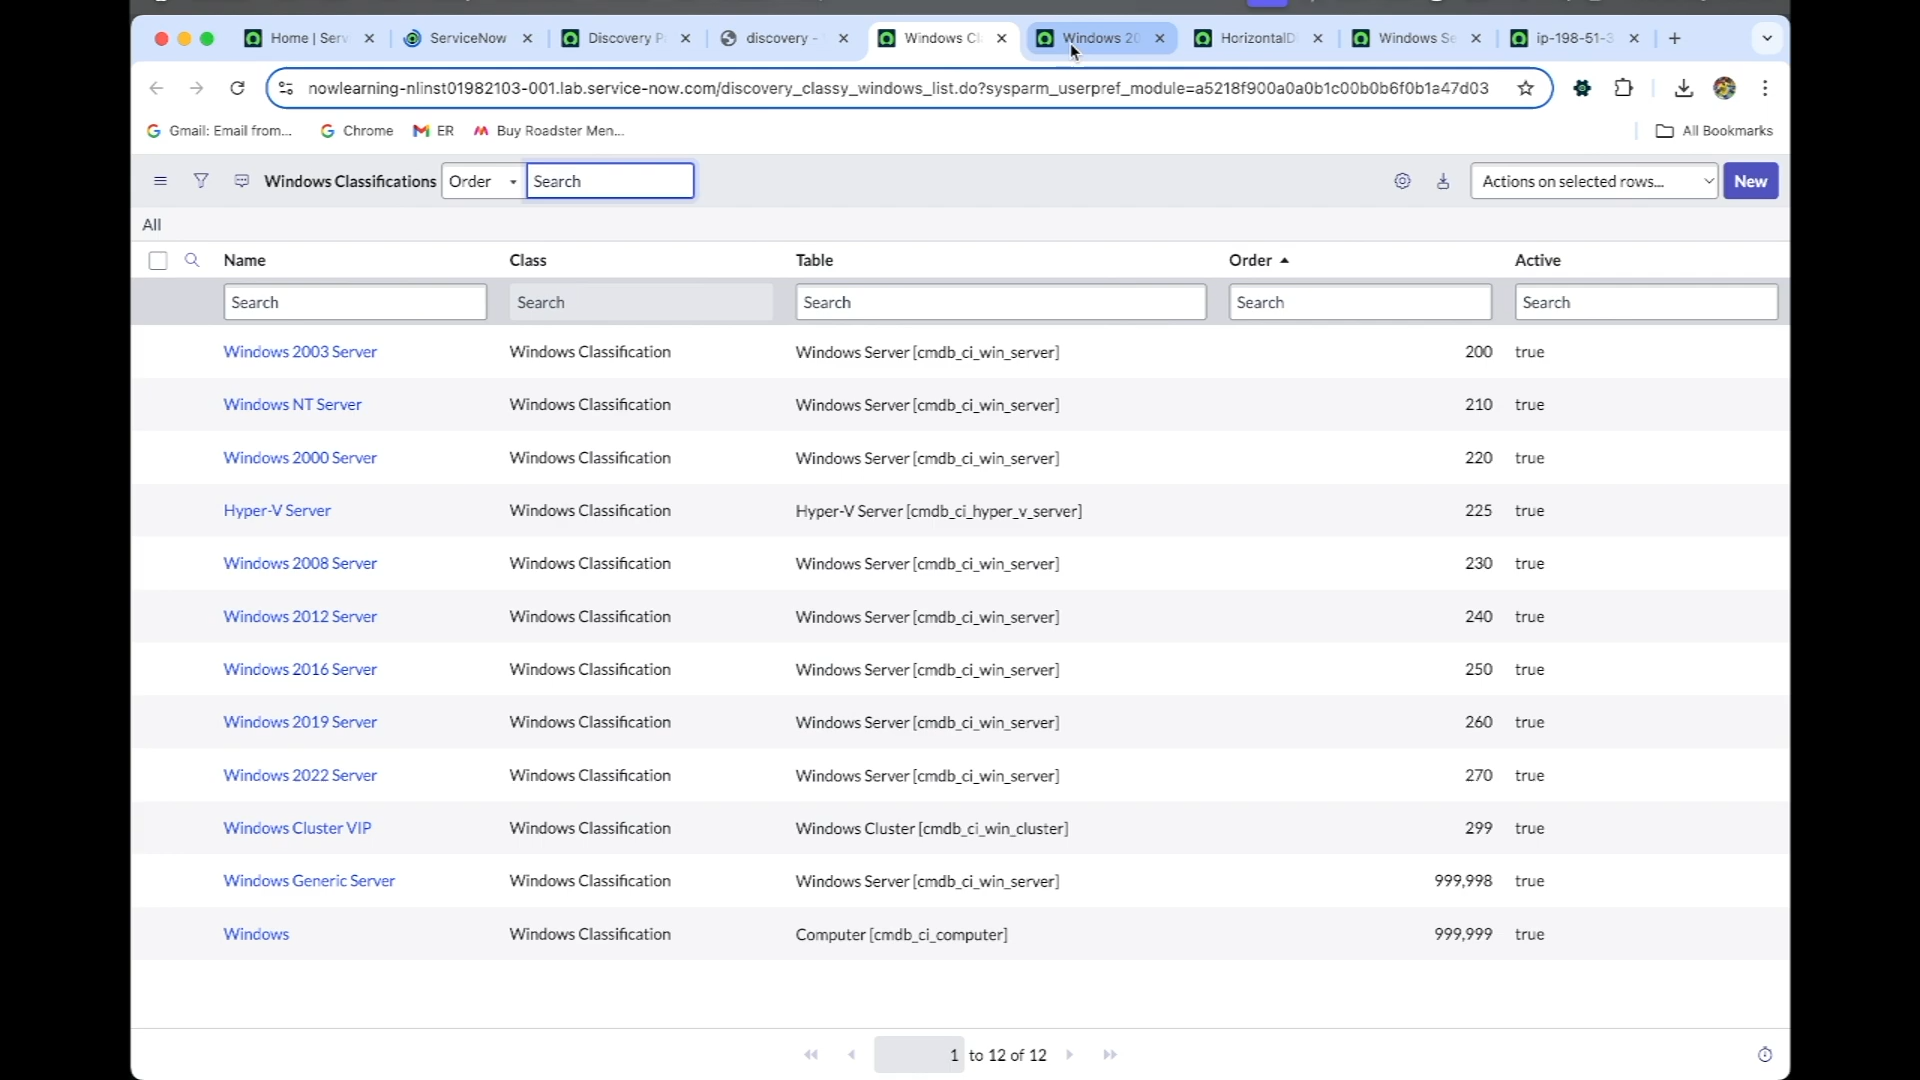 Home | Serv
ServiceNow
Discovery P
discovery -
Windows Cl
Windows 20
HorizontalD
Windows Se
ip-198-51-3
nowlearning-nlinst01982103-001.lab.service-now.com/discovery_classy_windows_list.do?sysparm_userpref_module=a5218f900a0a0b1c00b0b6f0b1a47d03
Gmail: Email from...
Chrome
ER
Buy Roadster Men...
All Bookmarks
Windows Classifications
Order
Search
Actions on selected rows...
New
All
Name Class Table Order Active
Search Search Search Search Search
Windows 2003 Server Windows Classification Windows Server [cmdb_ci_win_server] 200 true
Windows NT Server Windows Classification Windows Server [cmdb_ci_win_server] 210 true
Windows 2000 Server Windows Classification Windows Server [cmdb_ci_win_server] 220 true
Hyper-V Server Windows Classification Hyper-V Server [cmdb_ci_hyper_v_server] 225 true
Windows 2008 Server Windows Classification Windows Server [cmdb_ci_win_server] 230 true
Windows 2012 Server Windows Classification Windows Server [cmdb_ci_win_server] 240 true
Windows 2016 Server Windows Classification Windows Server [cmdb_ci_win_server] 250 true
Windows 2019 Server Windows Classification Windows Server [cmdb_ci_win_server] 260 true
Windows 2022 Server Windows Classification Windows Server [cmdb_ci_win_server] 270 true
Windows Cluster VIP Windows Classification Windows Cluster [cmdb_ci_win_cluster] 299 true
Windows Generic Server Windows Classification Windows Server [cmdb_ci_win_server] 999,998 true
Windows Windows Classification Computer [cmdb_ci_computer] 999,999 true
1 to 12 of 12